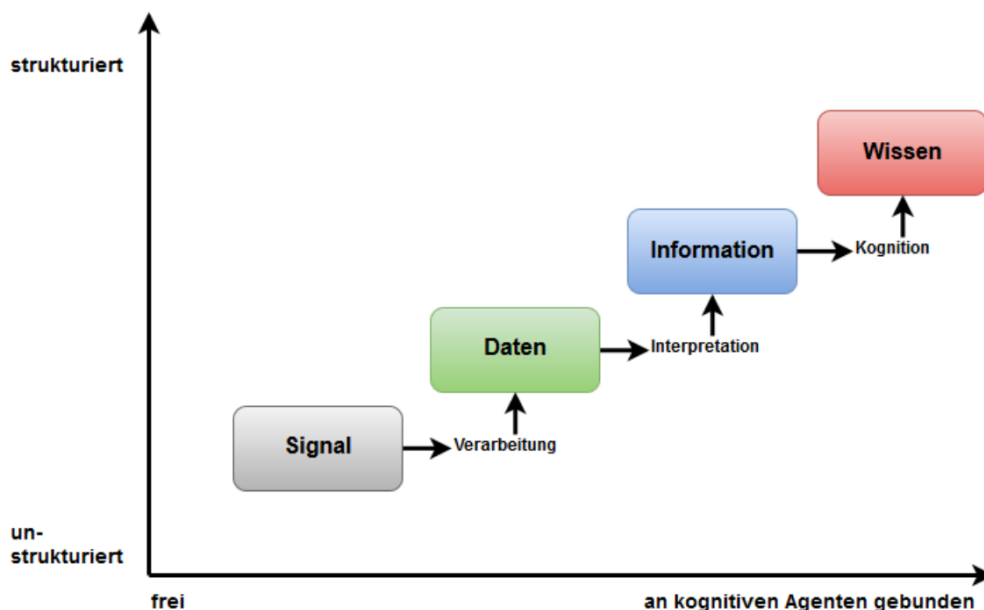 strukturiert
Wissen
Information
Kognition
Daten
Interpretation
Signal
Verarbeitung
un-
strukturiert
frei
an kognitiven Agenten gebunden